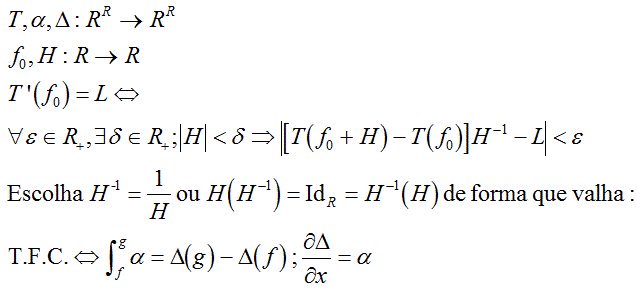 T, α, Δ : R^R → R^R
f₀, H : R → R
T'(f₀) = L ⇔
∀ε ∈ R₊, ∃δ ∈ R₊; |H| < δ ⇒ |[T(f₀ + H) − T(f₀)]H⁻¹ − L| < ε
Escolha H⁻¹ = 1/H ou H(H⁻¹) = Id_R = H⁻¹(H) de forma que valha :
T.F.C. ⇔ ∫_f^g α = Δ(g) − Δ(f) ; ∂Δ/∂x = α